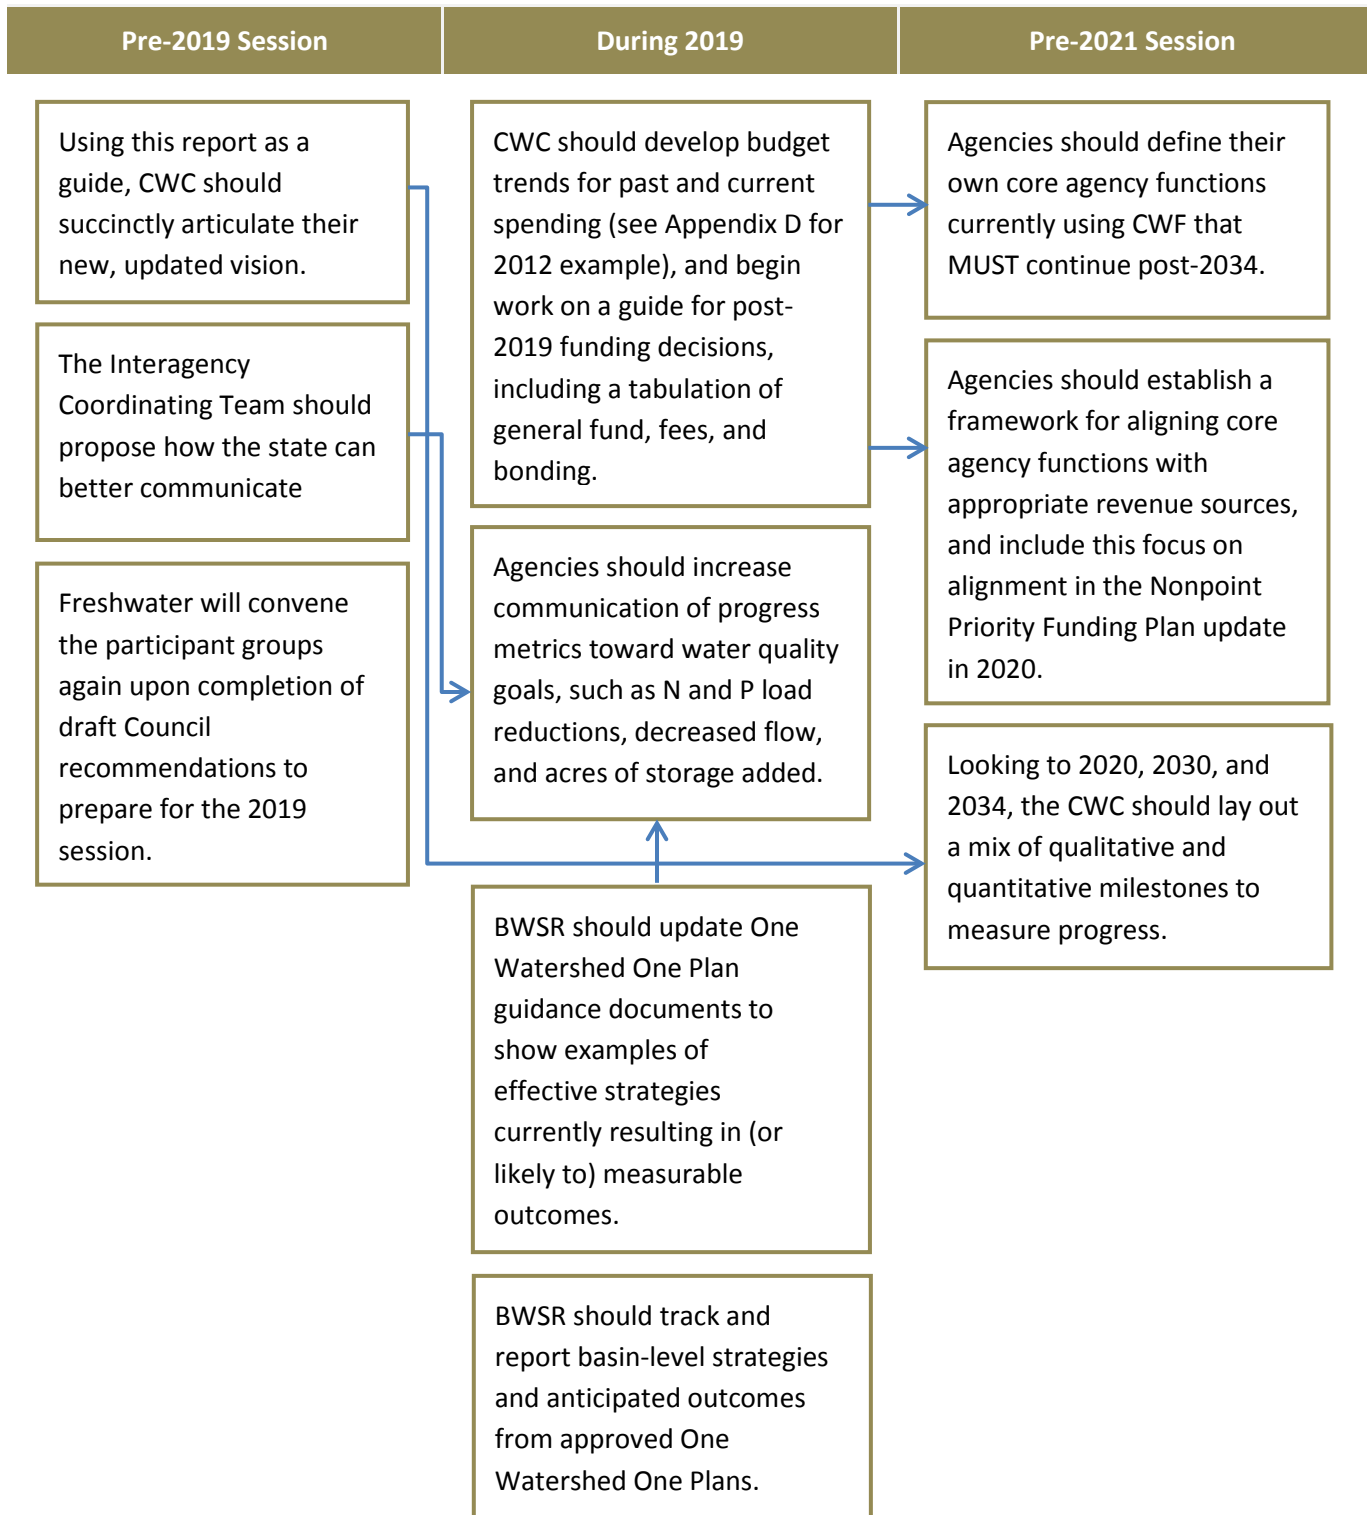 Pre-2019 Session
During 2019
Pre-2021 Session
Using this report as a
guide, CWC should
succinctly articulate their
new, updated vision.
The Interagency
Coordinating Team should
propose how the state can
better communicate
Freshwater will convene
the participant groups
again upon completion of
draft Council
recommendations to
prepare for the 2019
session.
CWC should develop budget
trends for past and current
spending (see Appendix D for
2012 example), and begin
work on a guide for post-
2019 funding decisions,
including a tabulation of
general fund, fees, and
bonding.
Agencies should increase
communication of progress
metrics toward water quality
goals, such as N and P load
reductions, decreased flow,
and acres of storage added.
BWSR should update One
Watershed One Plan
guidance documents to
show examples of
effective strategies
currently resulting in (or
likely to) measurable
outcomes.
BWSR should track and
report basin-level strategies
and anticipated outcomes
from approved One
Watershed One Plans.
Agencies should define their
own core agency functions
currently using CWF that
MUST continue post-2034.
Agencies should establish a
framework for aligning core
agency functions with
appropriate revenue sources,
and include this focus on
alignment in the Nonpoint
Priority Funding Plan update
in 2020.
Looking to 2020, 2030, and
2034, the CWC should lay out
a mix of qualitative and
quantitative milestones to
measure progress.